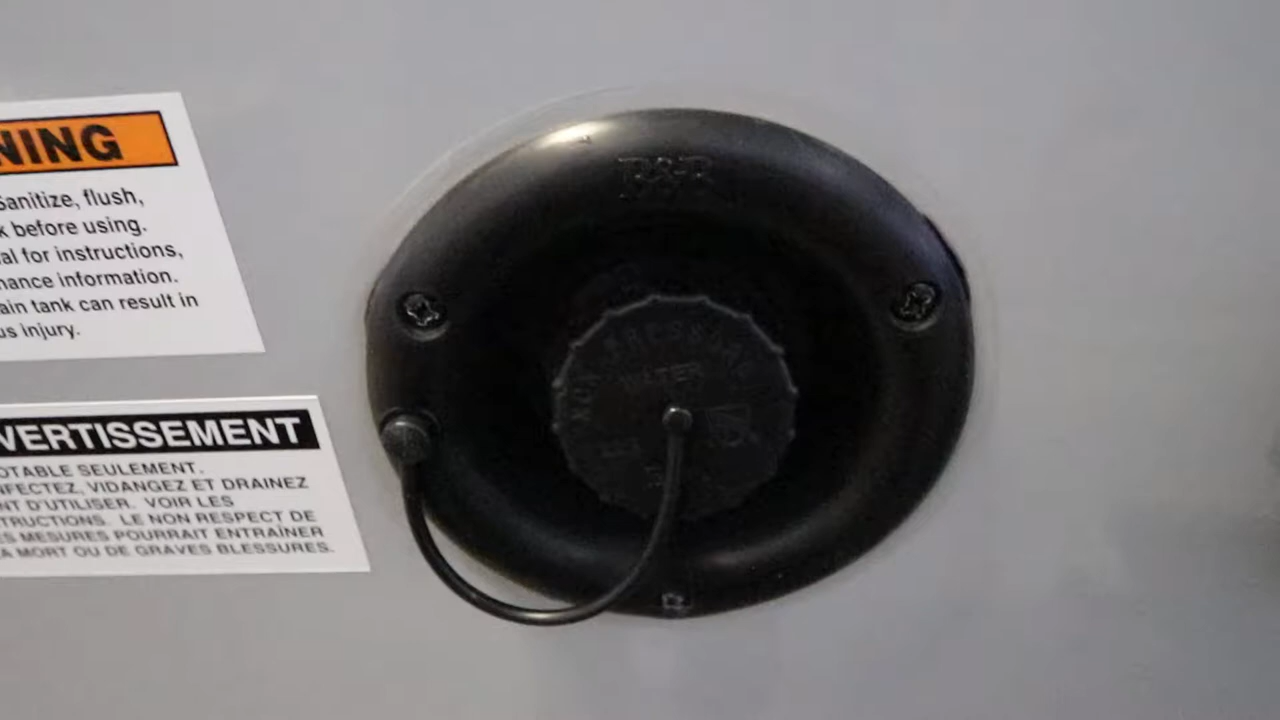 NING
Sanitize, flush,
k before using.
al for instructions,
nance information.
ain tank can result in
us injury.
VERTISSEMENT
OTABLE SEULEMENT.
NFECTEZ, VIDANGEZ ET DRAINEZ
NT D'UTILISER. VOIR LES
TRUCTIONS. LE NON RESPECT DE
ES MESURES POURRAIT ENTRAÎNER
A MORT OU DE GRAVES BLESSURES.
WATER